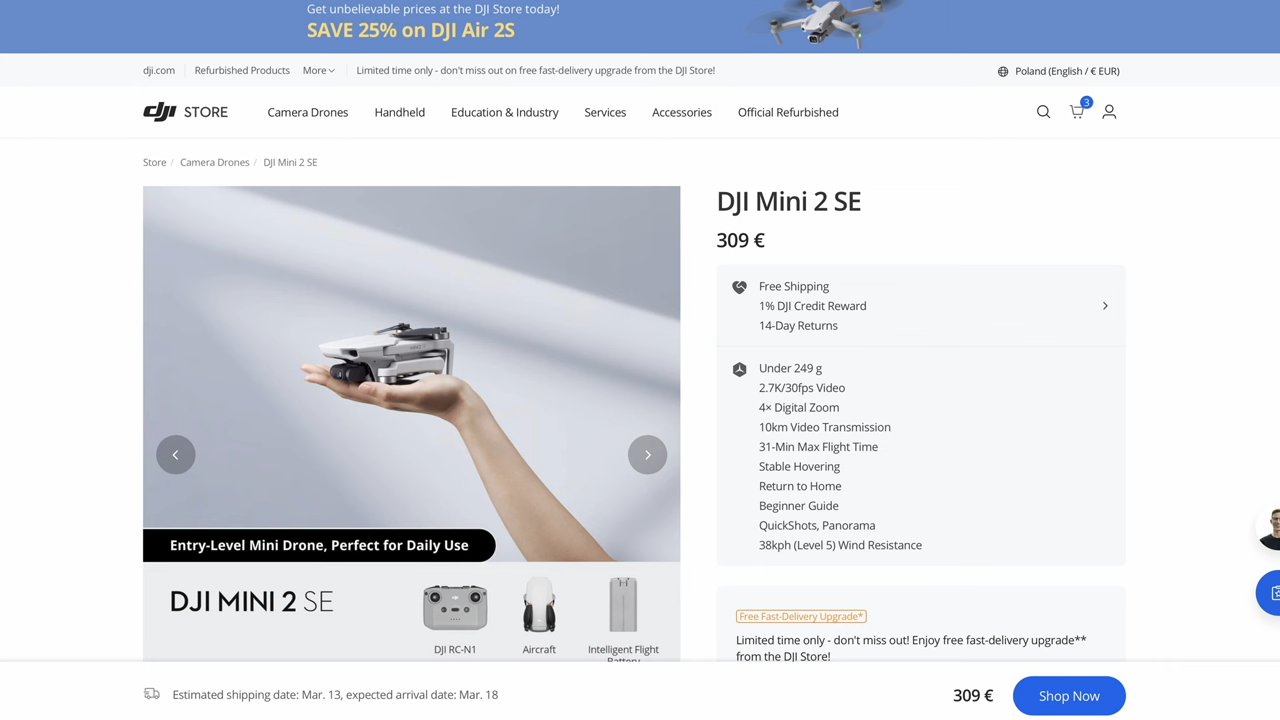 Get unbelievable prices at the DJI Store today!
SAVE 25% on DJI Air 2S
dji.com
Refurbished Products
More
Limited time only - don't miss out on free fast-delivery upgrade from the DJI Store!
Poland (English / € EUR)
dji STORE
Camera Drones
Handheld
Education & Industry
Services
Accessories
Official Refurbished
3
Store / Camera Drones / DJI Mini 2 SE
DJI Mini 2 SE
309 €
Free Shipping
1% DJI Credit Reward
14-Day Returns
Under 249 g
2.7K/30fps Video
4× Digital Zoom
10km Video Transmission
31-Min Max Flight Time
Stable Hovering
Return to Home
Beginner Guide
QuickShots, Panorama
38kph (Level 5) Wind Resistance
Entry-Level Mini Drone, Perfect for Daily Use
DJI MINI 2 SE
DJI RC-N1
Aircraft
Intelligent Flight
Battery
Free Fast-Delivery Upgrade*
Limited time only - don't miss out! Enjoy free fast-delivery upgrade**
from the DJI Store!
Estimated shipping date: Mar. 13, expected arrival date: Mar. 18
309 €
Shop Now